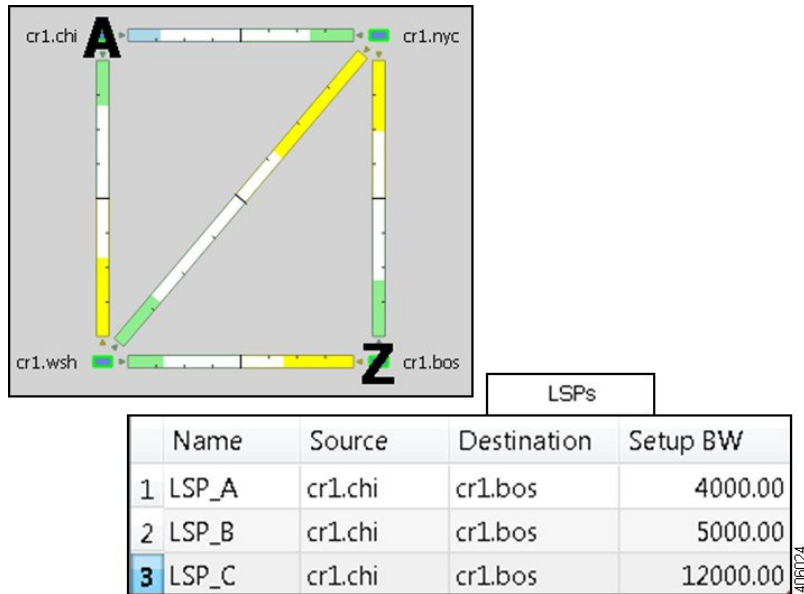 cr1.chi A cr1.nyc
cr1.wsh Z cr1.bos
LSPs
Name Source Destination Setup BW
1 LSP_A cr1.chi cr1.bos 4000.00
2 LSP_B cr1.chi cr1.bos 5000.00
3 LSP_C cr1.chi cr1.bos 12000.00
406024